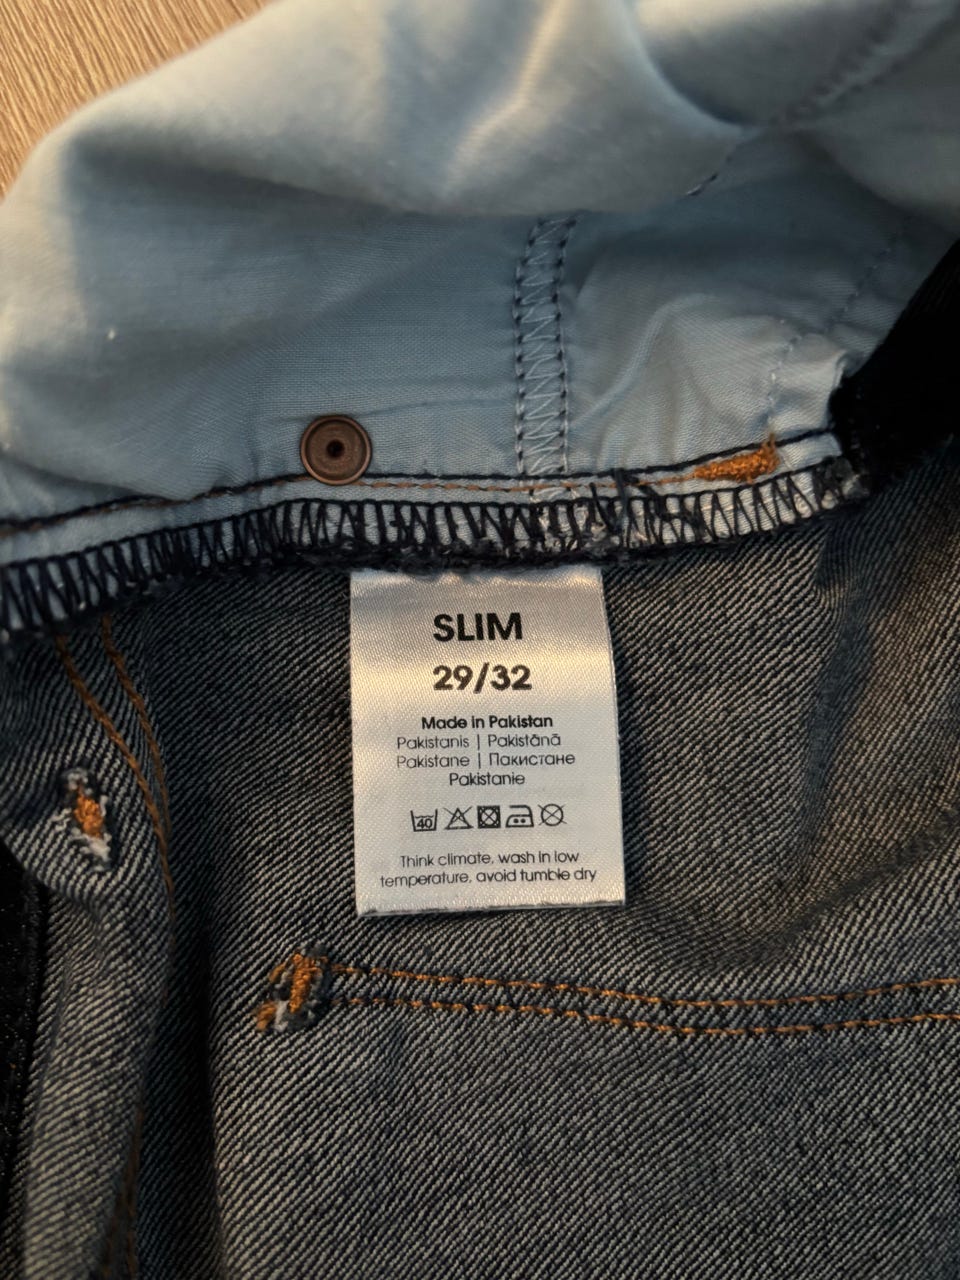 SLIM
29/32
Made in Pakistan
Pakistanis | Pakistānā
Pakistane | Пакистане
Pakistanie
40
Think climate, wash in low
temperature, avoid tumble dry